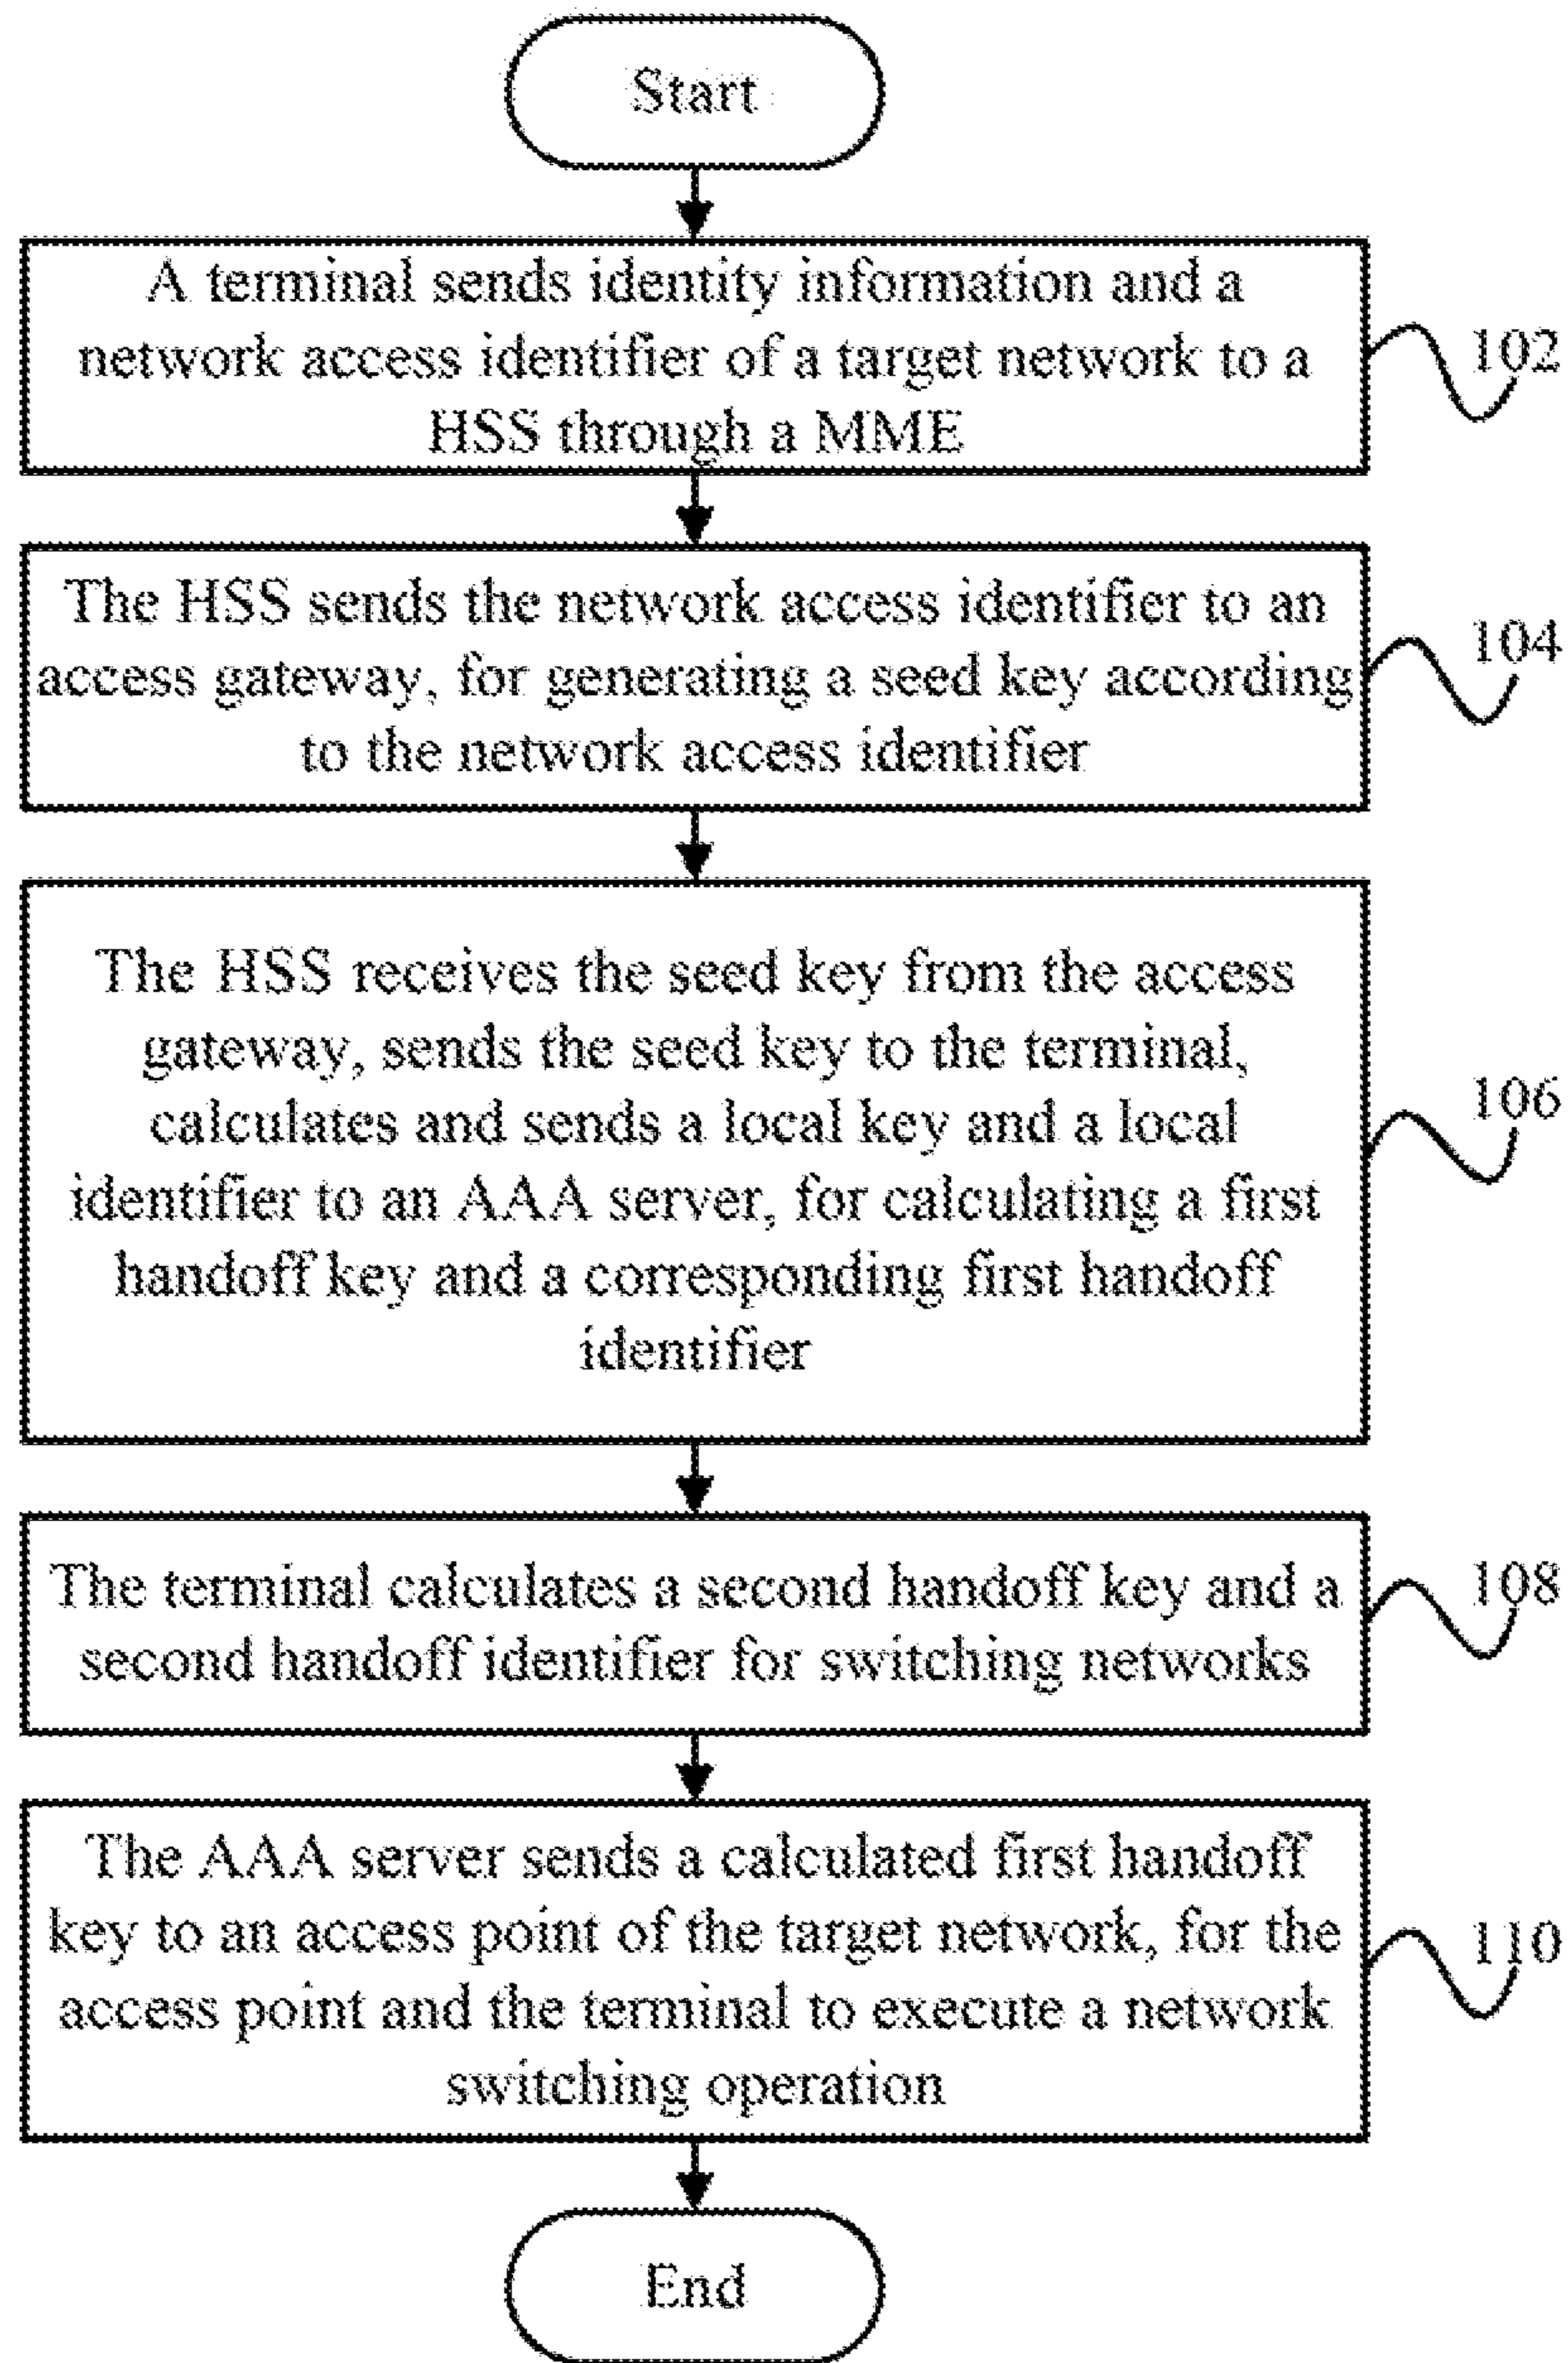 Start
A terminal sends identity information and a
network access identifier of a target network to a
HSS through a MME
102
The HSS sends the network access identifier to an
access gateway, for generating a seed key according
to the network access identifier
104
The HSS receives the seed key from the access
gateway, sends the seed key to the terminal,
calculates and sends a local key and a local
identifier to an AAA server, for calculating a first
handoff key and a corresponding first handoff
identifier
106
The terminal calculates a second handoff key and a
second handoff identifier for switching networks
108
The AAA server sends a calculated first handoff
key to an access point of the target network, for the
access point and the terminal to execute a network
switching operation
110
End